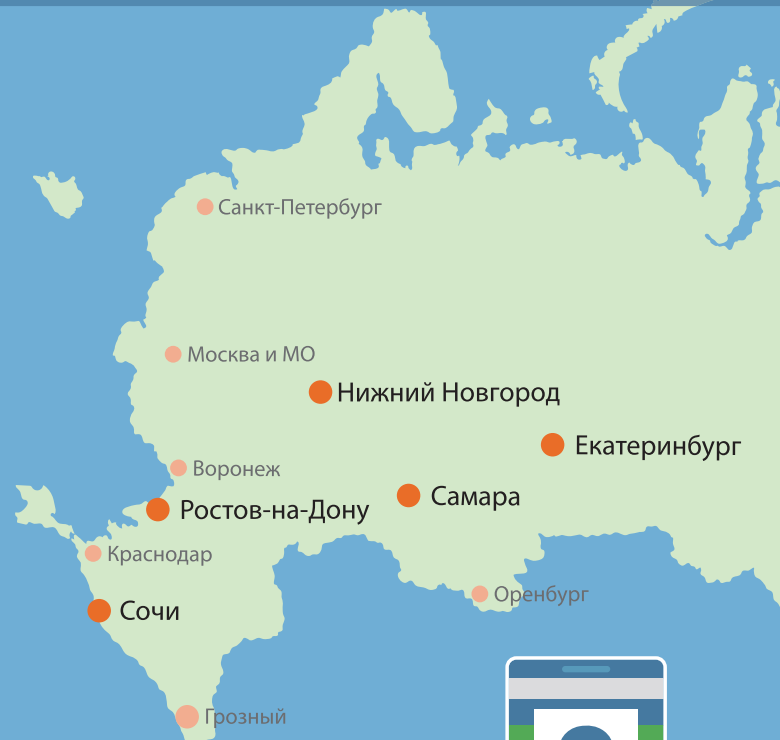 Санкт-Петербург
Москва и МО
Нижний Новгород
Екатеринбург
Воронеж
Самара
Ростов-на-Дону
Краснодар
Оренбург
Сочи
Грозный